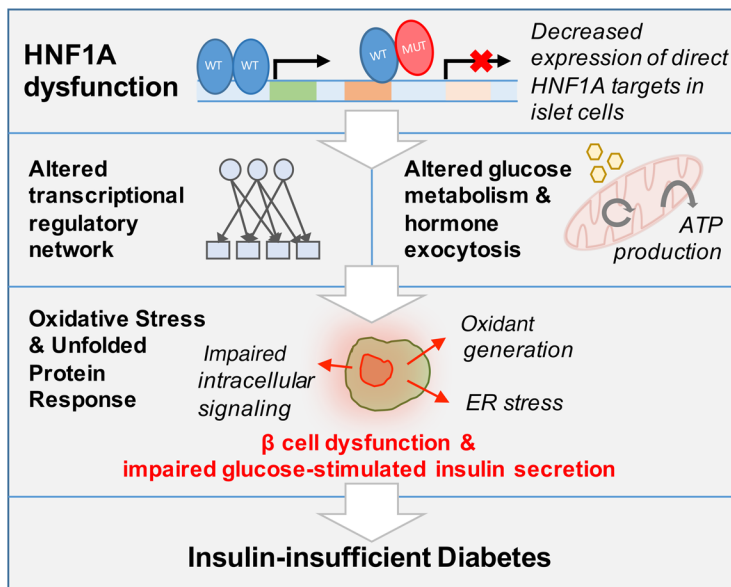 HNF1A
dysfunction
WT
WT
WT
MUT
Decreased
expression of direct
HNF1A targets in
islet cells
Altered
transcriptional
regulatory
network
Altered glucose
metabolism &
hormone
exocytosis
ATP
production
Oxidative Stress
& Unfolded
Protein
Response
Impaired
intracellular
signaling
Oxidant
generation
ER stress
β cell dysfunction &
impaired glucose-stimulated insulin secretion
Insulin-insufficient Diabetes